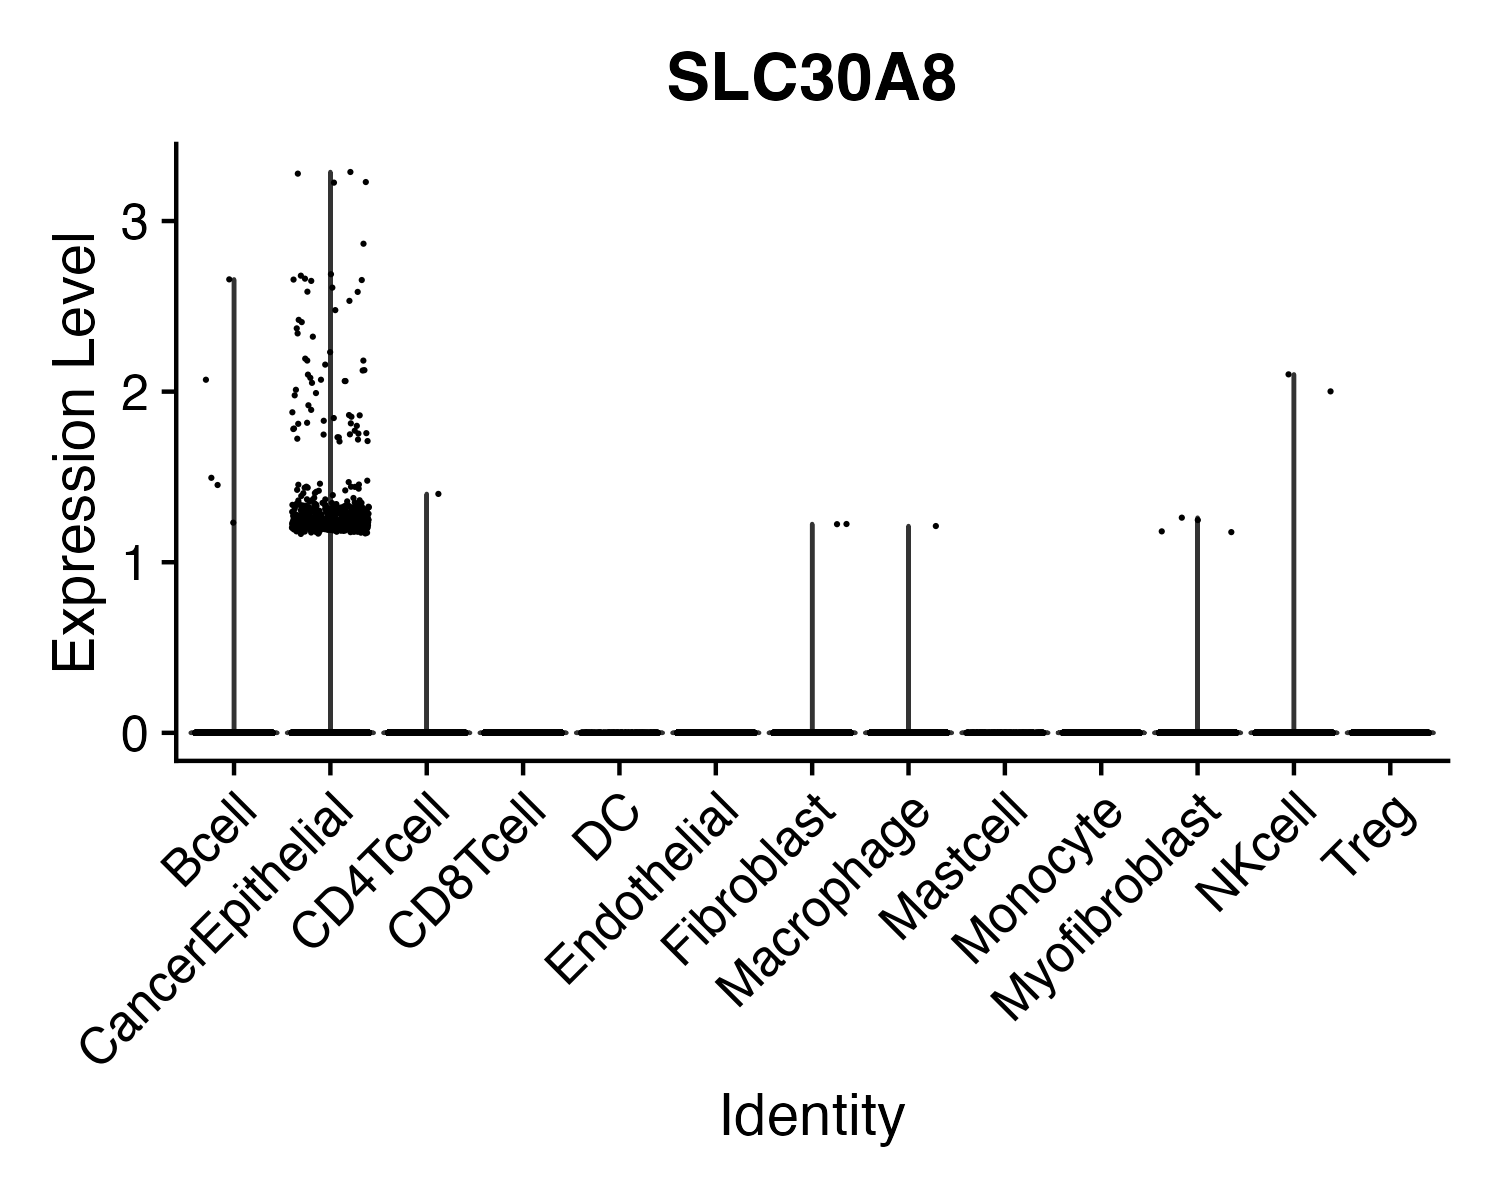 SLC30A8
Expression Level
3
2
1
0
Bcell
CancerEpithelial
CD4Tcell
CD8Tcell
DC
Endothelial
Fibroblast
Macrophage
Mastcell
Monocyte
Myofibroblast
NKcell
Treg
Identity